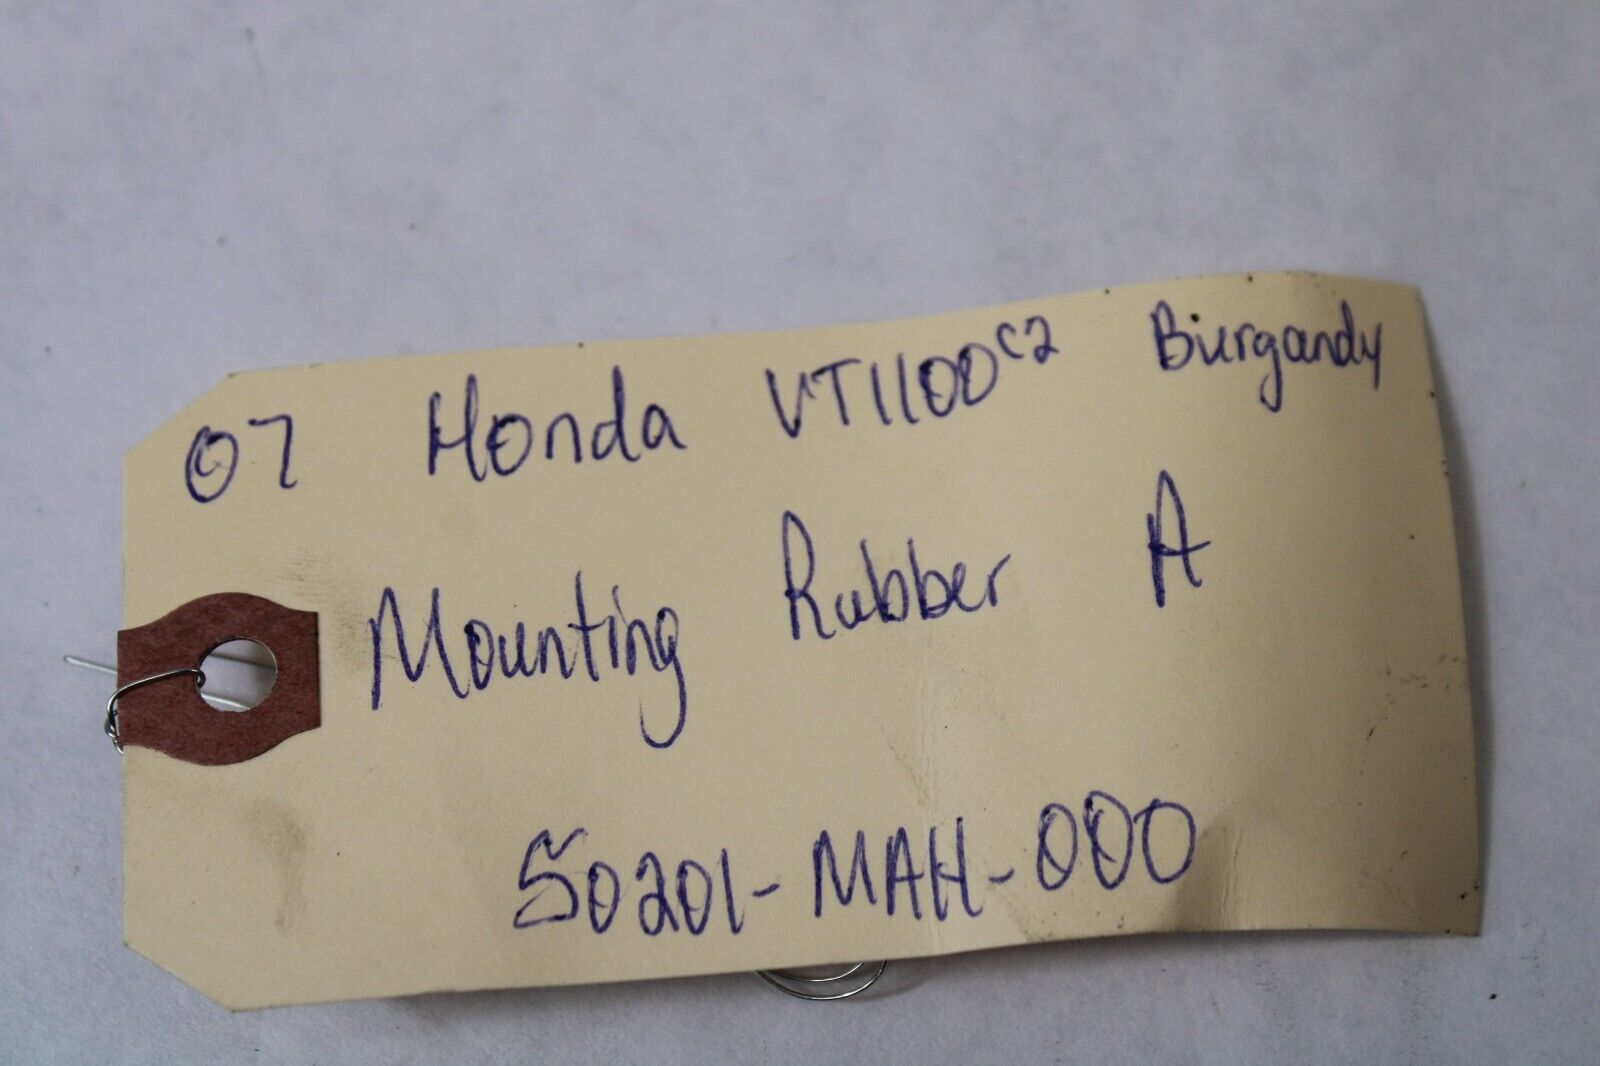 07 Honda VT1100C2 Burgandy
Mounting Rubber A
50201-MAH-000